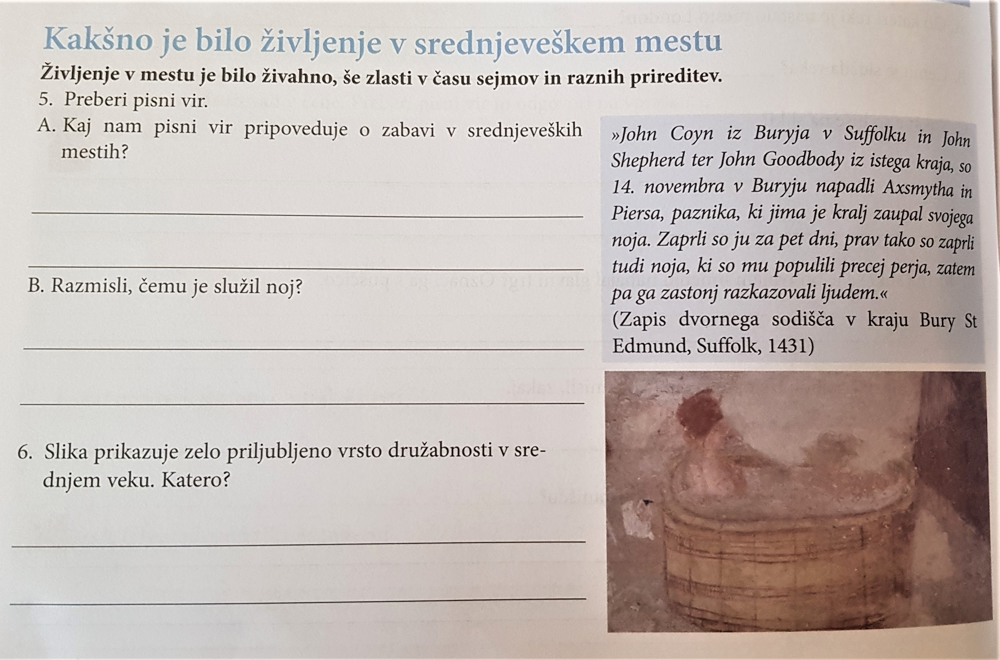 Kakšno je bilo življenje v srednjeveškem mestu
Življenje v mestu je bilo živahno, še zlasti v času sejmov in raznih prireditev.
5. Preberi pisni vir.
A. Kaj nam pisni vir pripoveduje o zabavi v srednjeveških
mestih?
B. Razmisli, čemu je služil noj?
»John Coyn iz Buryja v Suffolku in John
Shepherd ter John Goodbody iz istega kraja, so
14. novembra v Buryju napadli Axsmytha in
Piersa, paznika, ki jima je kralj zaupal svojega
noja. Zaprli so ju za pet dni, prav tako so zaprli
tudi noja, ki so mu populili precej perja, zatem
pa ga zastonj razkazovali ljudem.«
(Zapis dvornega sodišča v kraju Bury St
Edmund, Suffolk, 1431)
6. Slika prikazuje zelo priljubljeno vrsto družabnosti v sre-
dnjem veku. Katero?